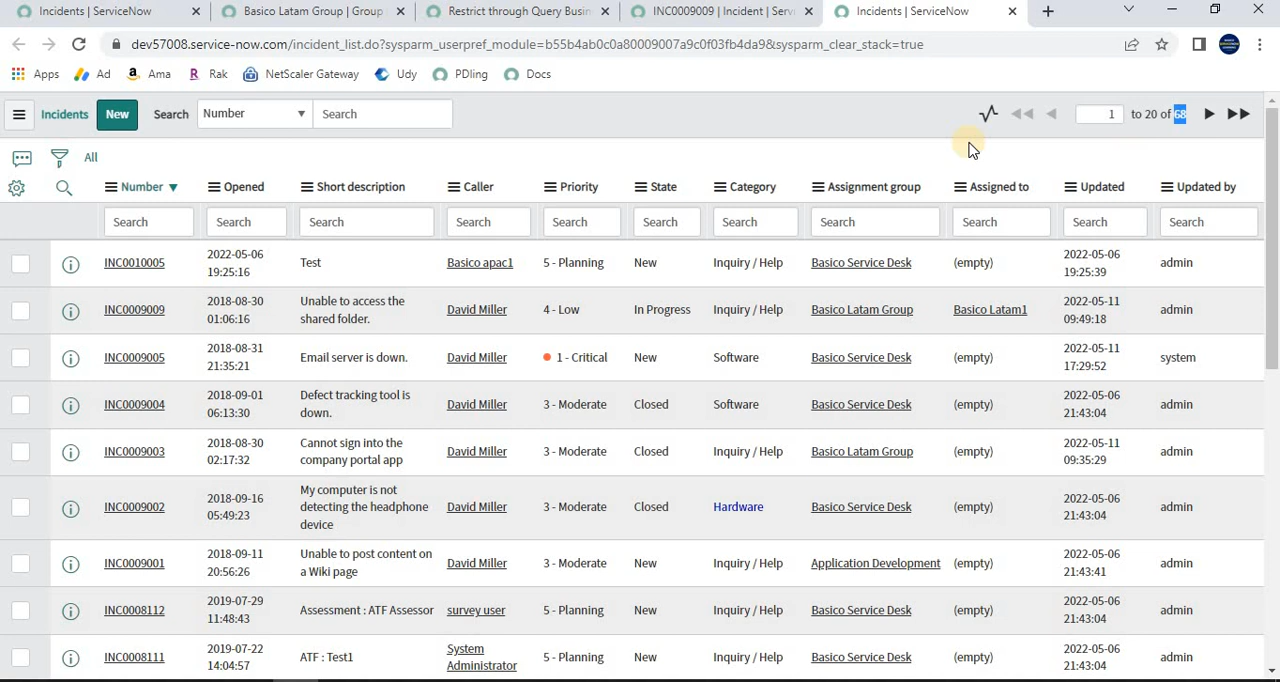 Incidents | ServiceNow
Basico Latam Group | Group
Restrict through Query Busin
INC0009009 | Incident | Serv
Incidents | ServiceNow
dev57008.service-now.com/incident_list.do?sysparm_userpref_module=b55b4ab0c0a80009007a9c0f03fb4da9&sysparm_clear_stack=true
Apps Ad Ama Rak NetScaler Gateway Udy PDling Docs
Incidents New Search Number Search 1 to 20 of 68
All
Number Opened Short description Caller Priority State Category Assignment group Assigned to Updated Updated by
Search Search Search Search Search Search Search Search Search Search Search
INC0010005 2022-05-06 19:25:16 Test Basico apac1 5 - Planning New Inquiry / Help Basico Service Desk (empty) 2022-05-06 19:25:39 admin
INC0009009 2018-08-30 01:06:16 Unable to access the shared folder. David Miller 4 - Low In Progress Inquiry / Help Basico Latam Group Basico Latam1 2022-05-11 09:49:18 admin
INC0009005 2018-08-31 21:35:21 Email server is down. David Miller 1 - Critical New Software Basico Service Desk (empty) 2022-05-11 17:29:52 system
INC0009004 2018-09-01 06:13:30 Defect tracking tool is down. David Miller 3 - Moderate Closed Software Basico Service Desk (empty) 2022-05-06 21:43:04 admin
INC0009003 2018-08-30 02:17:32 Cannot sign into the company portal app David Miller 3 - Moderate Closed Inquiry / Help Basico Latam Group (empty) 2022-05-11 09:35:29 admin
INC0009002 2018-09-16 05:49:23 My computer is not detecting the headphone device David Miller 3 - Moderate Closed Hardware Basico Service Desk (empty) 2022-05-06 21:43:04 admin
INC0009001 2018-09-11 20:56:26 Unable to post content on a Wiki page David Miller 3 - Moderate New Inquiry / Help Application Development (empty) 2022-05-06 21:43:41 admin
INC0008112 2019-07-29 11:48:43 Assessment : ATF Assessor survey user 5 - Planning New Inquiry / Help Basico Service Desk (empty) 2022-05-06 21:43:04 admin
INC0008111 2019-07-22 14:04:57 ATF : Test1 System Administrator 5 - Planning New Inquiry / Help Basico Service Desk (empty) 2022-05-06 21:43:04 admin